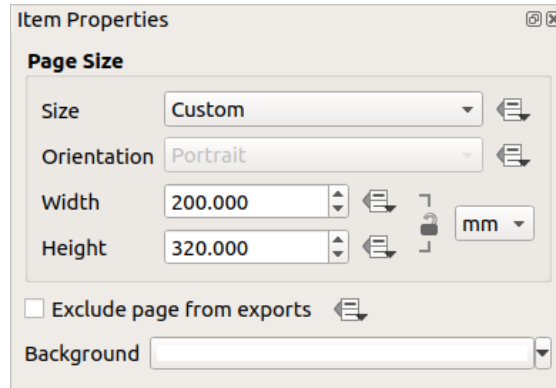 Item Properties
Page Size
Size Custom
Orientation Portrait
Width 200.000
mm
Height 320.000
Exclude page from exports
Background